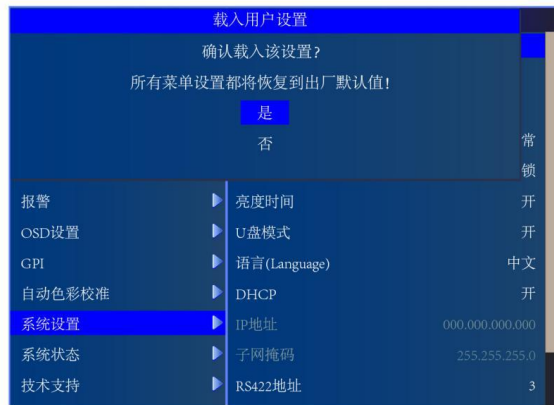 载入用户设置
确认载入该设置?
所有菜单设置都将恢复到出厂默认值!
是
否
常
锁
报警
亮度时间 开
OSD设置
U盘模式 开
GPI
语言(Language) 中文
自动色彩校准
DHCP 开
系统设置
IP地址 000.000.000.000
系统状态
子网掩码 255.255.255.0
技术支持
RS422地址 3